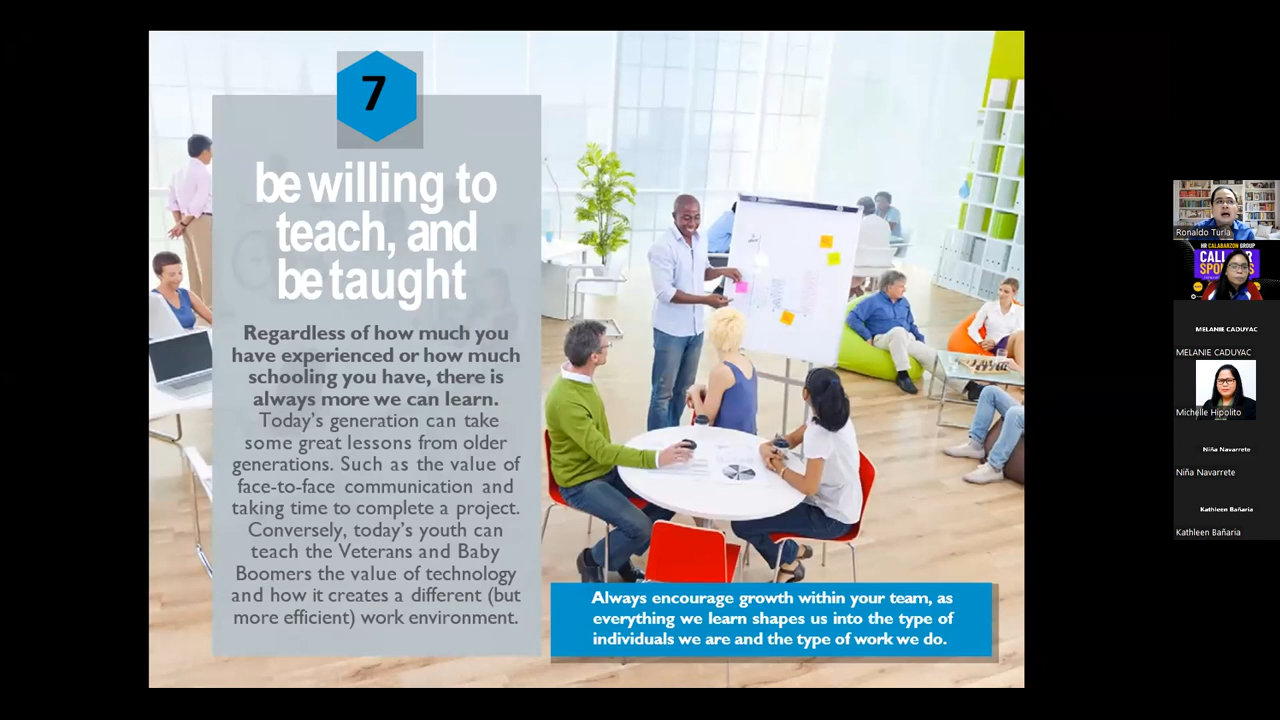 7
be willing to
teach, and
be taught
Regardless of how much you
have experienced or how much
schooling you have, there is
always more we can learn.
Today's generation can take
some great lessons from older
generations. Such as the value of
face-to-face communication and
taking time to complete a project.
Conversely, today's youth can
teach the Veterans and Baby
Boomers the value of technology
and how it creates a different (but
more efficient) work environment.
Always encourage growth within your team, as
everything we learn shapes us into the type of
individuals we are and the type of work we do.
Ronaldo Turla
HR CALABARZON GROUP
MELANIE CADUYAC
MELANIE CADUYAC
Michelle Hipolito
Niña Navarrete
Niña Navarrete
Kathleen Bañaria
Kathleen Bañaria